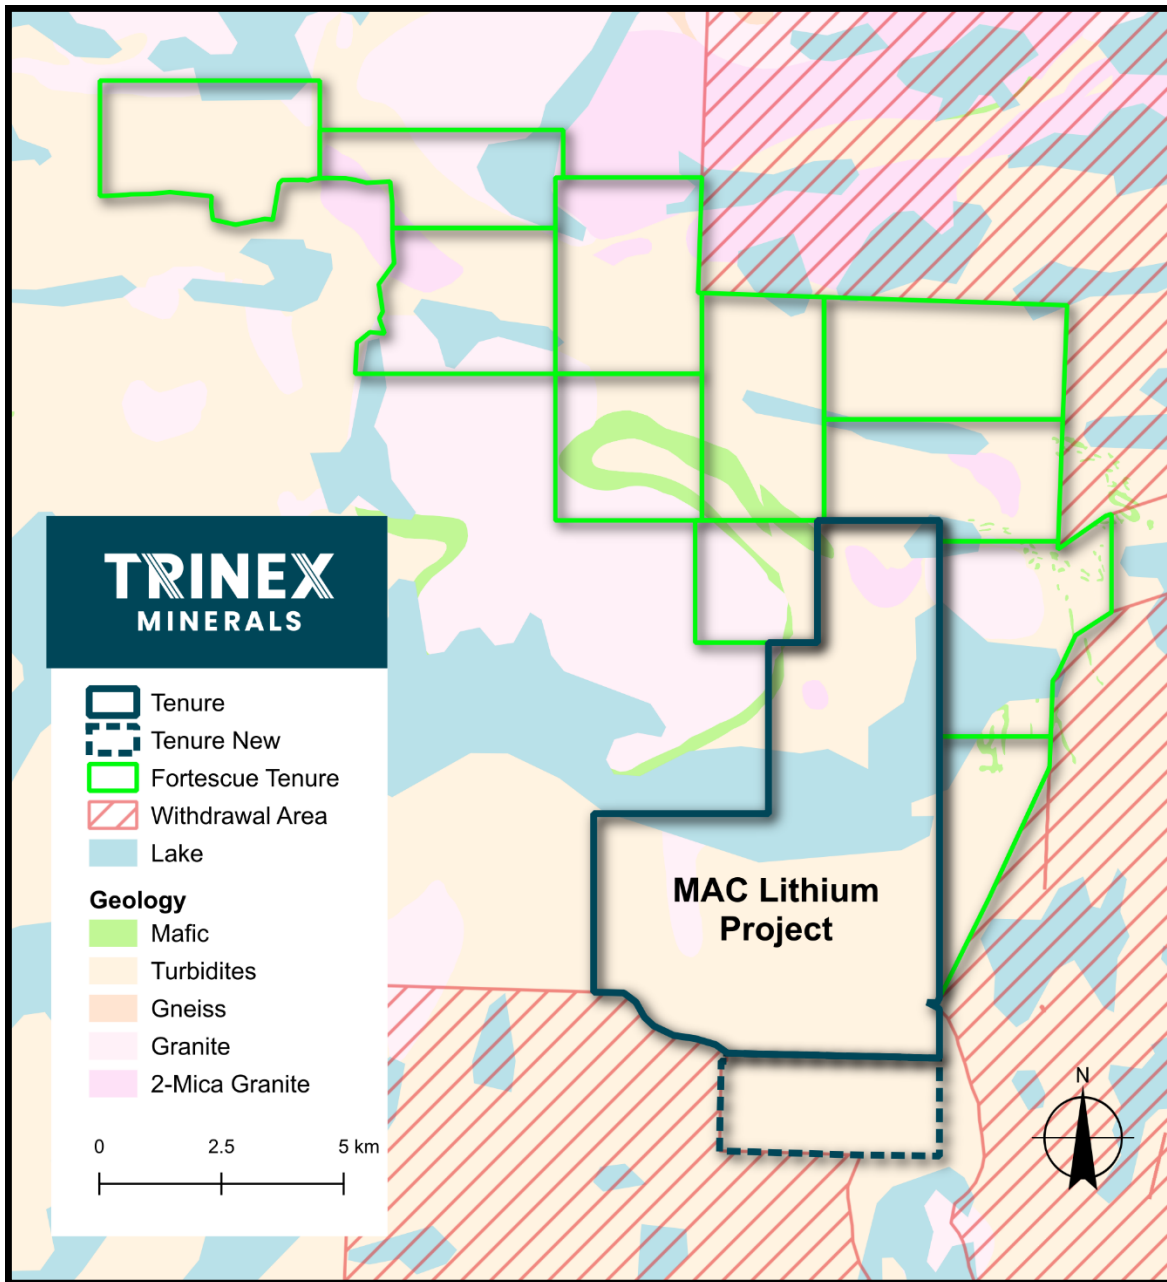 TRINEX
MINERALS
Tenure
Tenure New
Fortescue Tenure
Withdrawal Area
Lake
Geology
Mafic
Turbidites
Gneiss
Granite
2-Mica Granite
0 2.5 5 km
MAC Lithium
Project
N